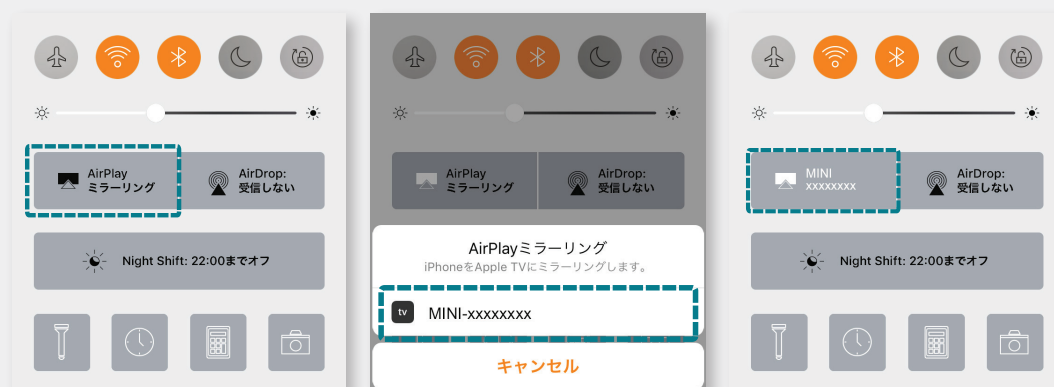 AirPlay
ミラーリング
AirDrop:
受信しない
Night Shift: 22:00までオフ
AirPlay
ミラーリング
AirDrop:
受信しない
AirPlayミラーリング
iPhoneをApple TVにミラーリングします。
tv
MINI-xxxxxxxx
キャンセル
MINI
xxxxxxxx
AirDrop:
受信しない
Night Shift: 22:00までオフ